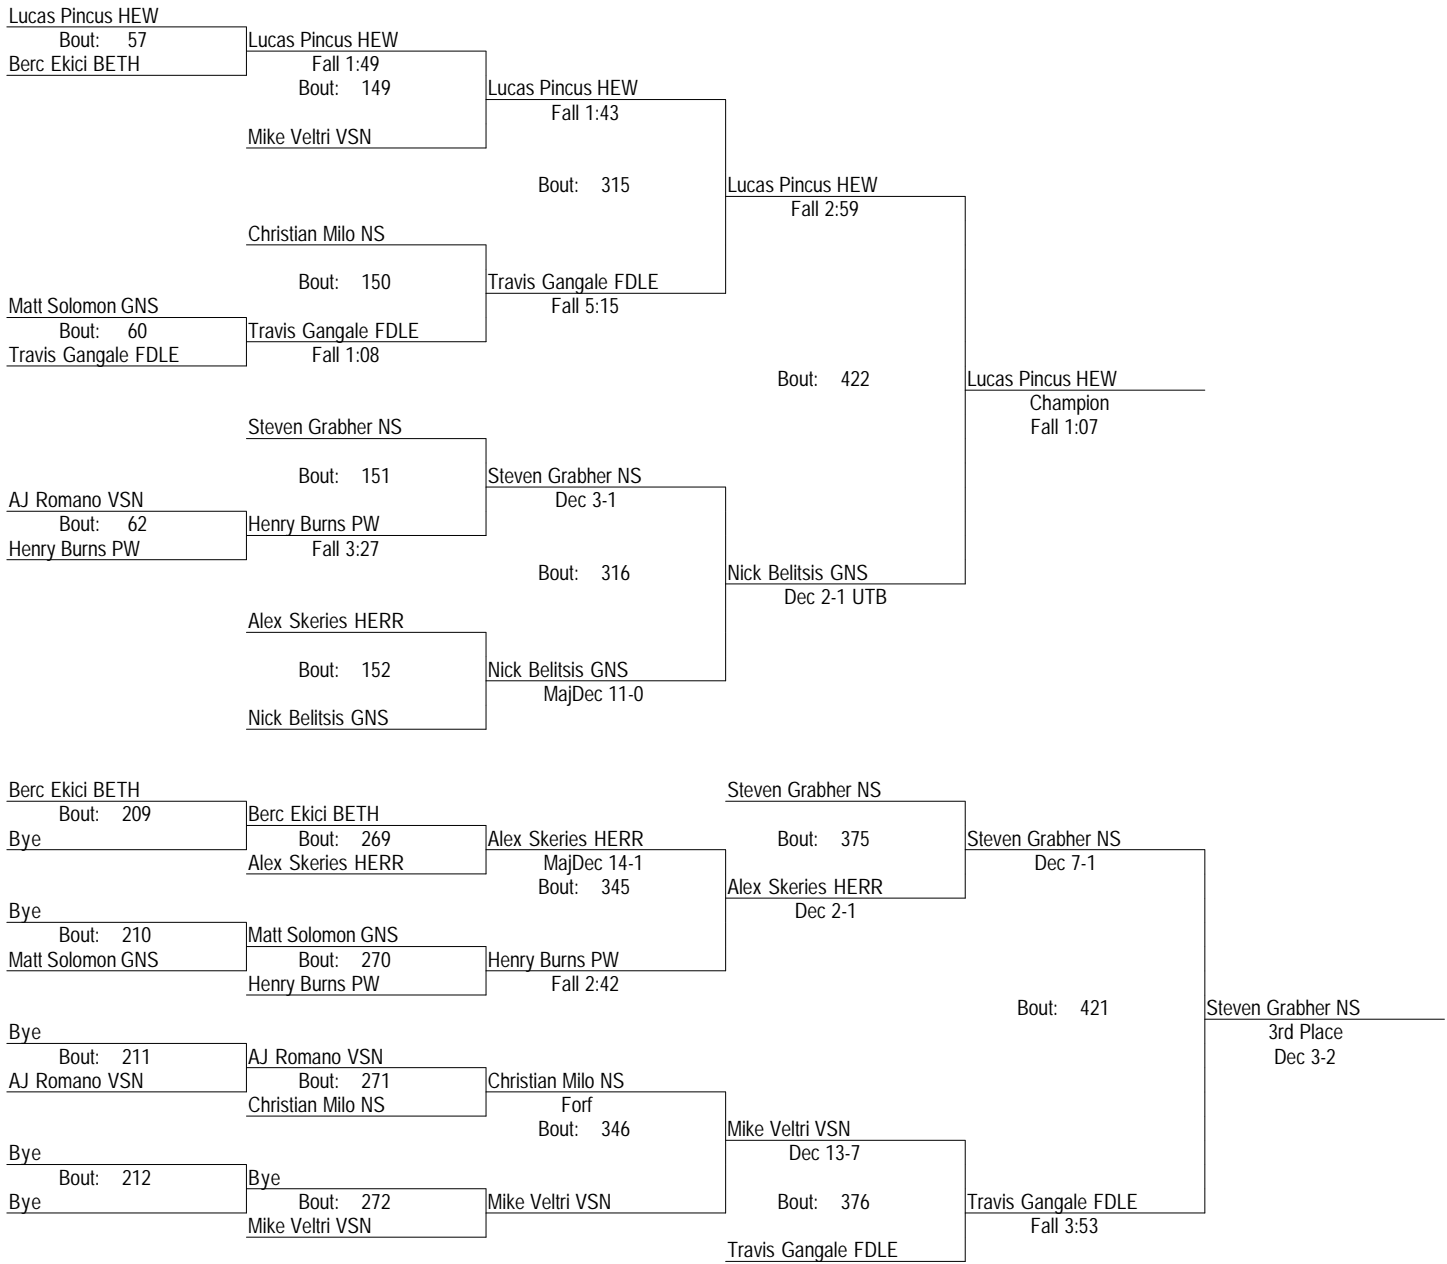 Lucas Pincus HEW
Bout: 57
Lucas Pincus HEW
Berc Ekici BETH
Fall 1:49
Bout: 149
Lucas Pincus HEW
Fall 1:43
Mike Veltri VSN
Bout: 315
Lucas Pincus HEW
Fall 2:59
Christian Milo NS
Bout: 150
Travis Gangale FDLE
Matt Solomon GNS
Fall 5:15
Bout: 60
Travis Gangale FDLE
Travis Gangale FDLE
Fall 1:08
Bout: 422
Lucas Pincus HEW
Champion
Steven Grabher NS
Fall 1:07
Bout: 151
Steven Grabher NS
AJ Romano VSN
Dec 3-1
Bout: 62
Henry Burns PW
Henry Burns PW
Fall 3:27
Bout: 316
Nick Belitsis GNS
Dec 2-1 UTB
Alex Skeries HERR
Bout: 152
Nick Belitsis GNS
MajDec 11-0
Nick Belitsis GNS
Berc Ekici BETH
Steven Grabher NS
Bout: 209
Berc Ekici BETH
Bye
Bout: 269
Alex Skeries HERR
Bout: 375
Steven Grabher NS
Alex Skeries HERR
MajDec 14-1
Dec 7-1
Bout: 345
Alex Skeries HERR
Bye
Dec 2-1
Bout: 210
Matt Solomon GNS
Matt Solomon GNS
Bout: 270
Henry Burns PW
Henry Burns PW
Fall 2:42
Bout: 421
Steven Grabher NS
Bye
3rd Place
Bout: 211
AJ Romano VSN
Dec 3-2
AJ Romano VSN
Bout: 271
Christian Milo NS
Christian Milo NS
Forf
Bout: 346
Mike Veltri VSN
Bye
Dec 13-7
Bout: 212
Bye
Bye
Bout: 272
Mike Veltri VSN
Bout: 376
Travis Gangale FDLE
Mike Veltri VSN
Fall 3:53
Travis Gangale FDLE